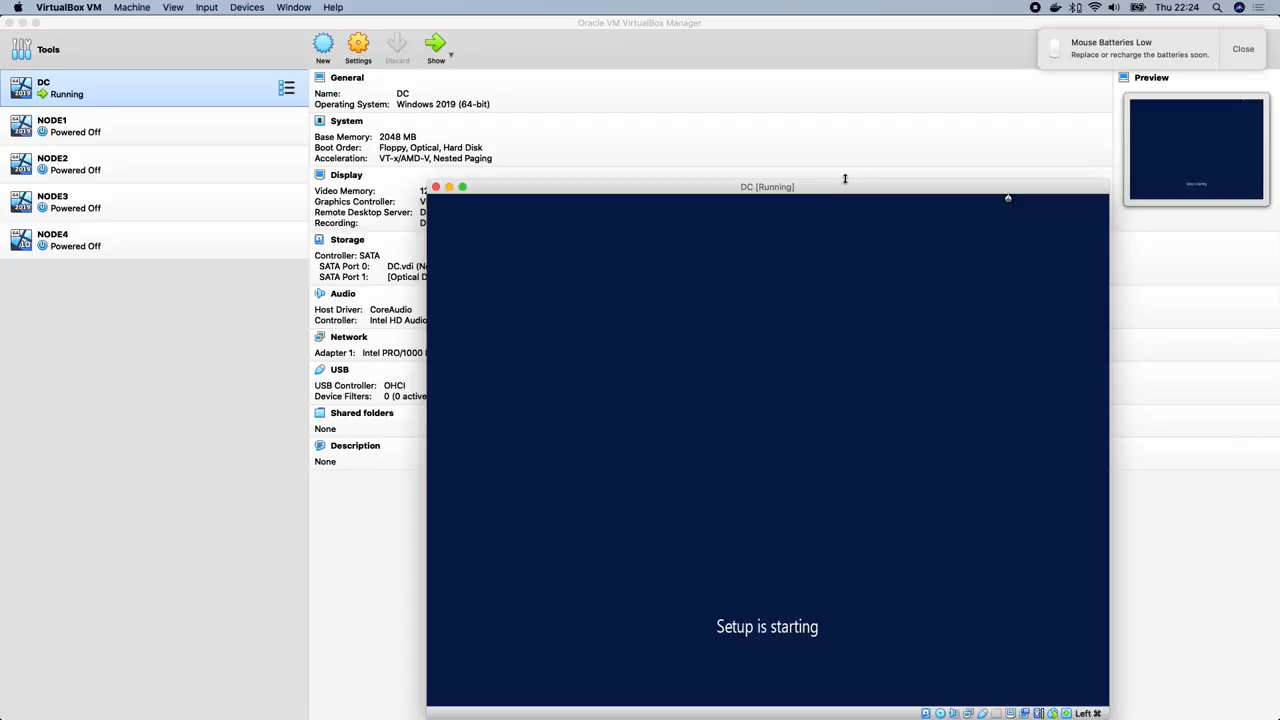 VirtualBox VM Machine View Input Devices Window Help
Thu 22:24
Oracle VM VirtualBox Manager
Tools
New
Settings
Discard
Show
Mouse Batteries Low
Replace or recharge the batteries soon.
Close
DC
Running
NODE1
Powered Off
NODE2
Powered Off
NODE3
Powered Off
NODE4
Powered Off
General
Name: DC
Operating System: Windows 2019 (64-bit)
System
Base Memory: 2048 MB
Boot Order: Floppy, Optical, Hard Disk
Acceleration: VT-x/AMD-V, Nested Paging
Display
Video Memory: 12
Graphics Controller: V
Remote Desktop Server: D
Recording: D
Storage
Controller: SATA
SATA Port 0: DC.vdi (N
SATA Port 1: [Optical D
Audio
Host Driver: CoreAudio
Controller: Intel HD Audio
Network
Adapter 1: Intel PRO/1000
USB
USB Controller: OHCI
Device Filters: 0 (0 active
Shared folders
None
Description
None
Preview
DC [Running]
Setup is starting
Left ⌘